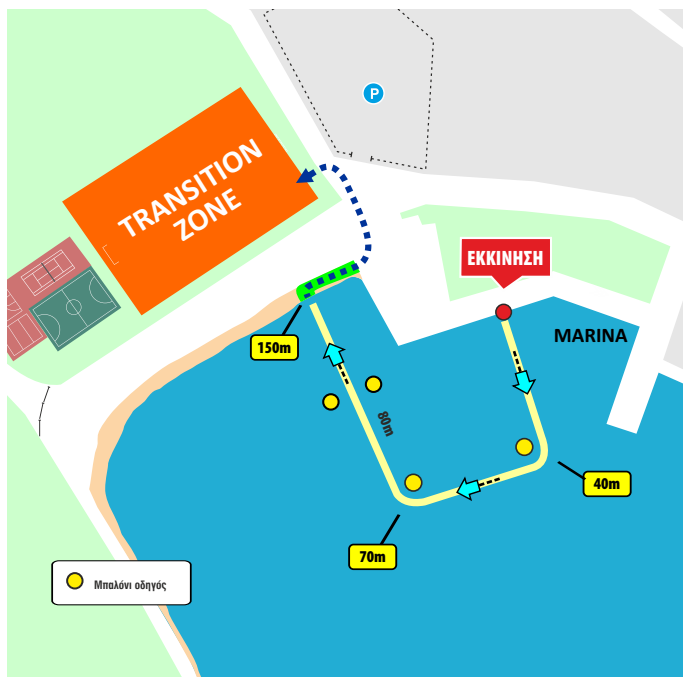 P
TRANSITION
ZONE
ΕΚΚΙΝΗΣΗ
MARINA
150m
80m
40m
70m
Μπαλόνι οδηγός